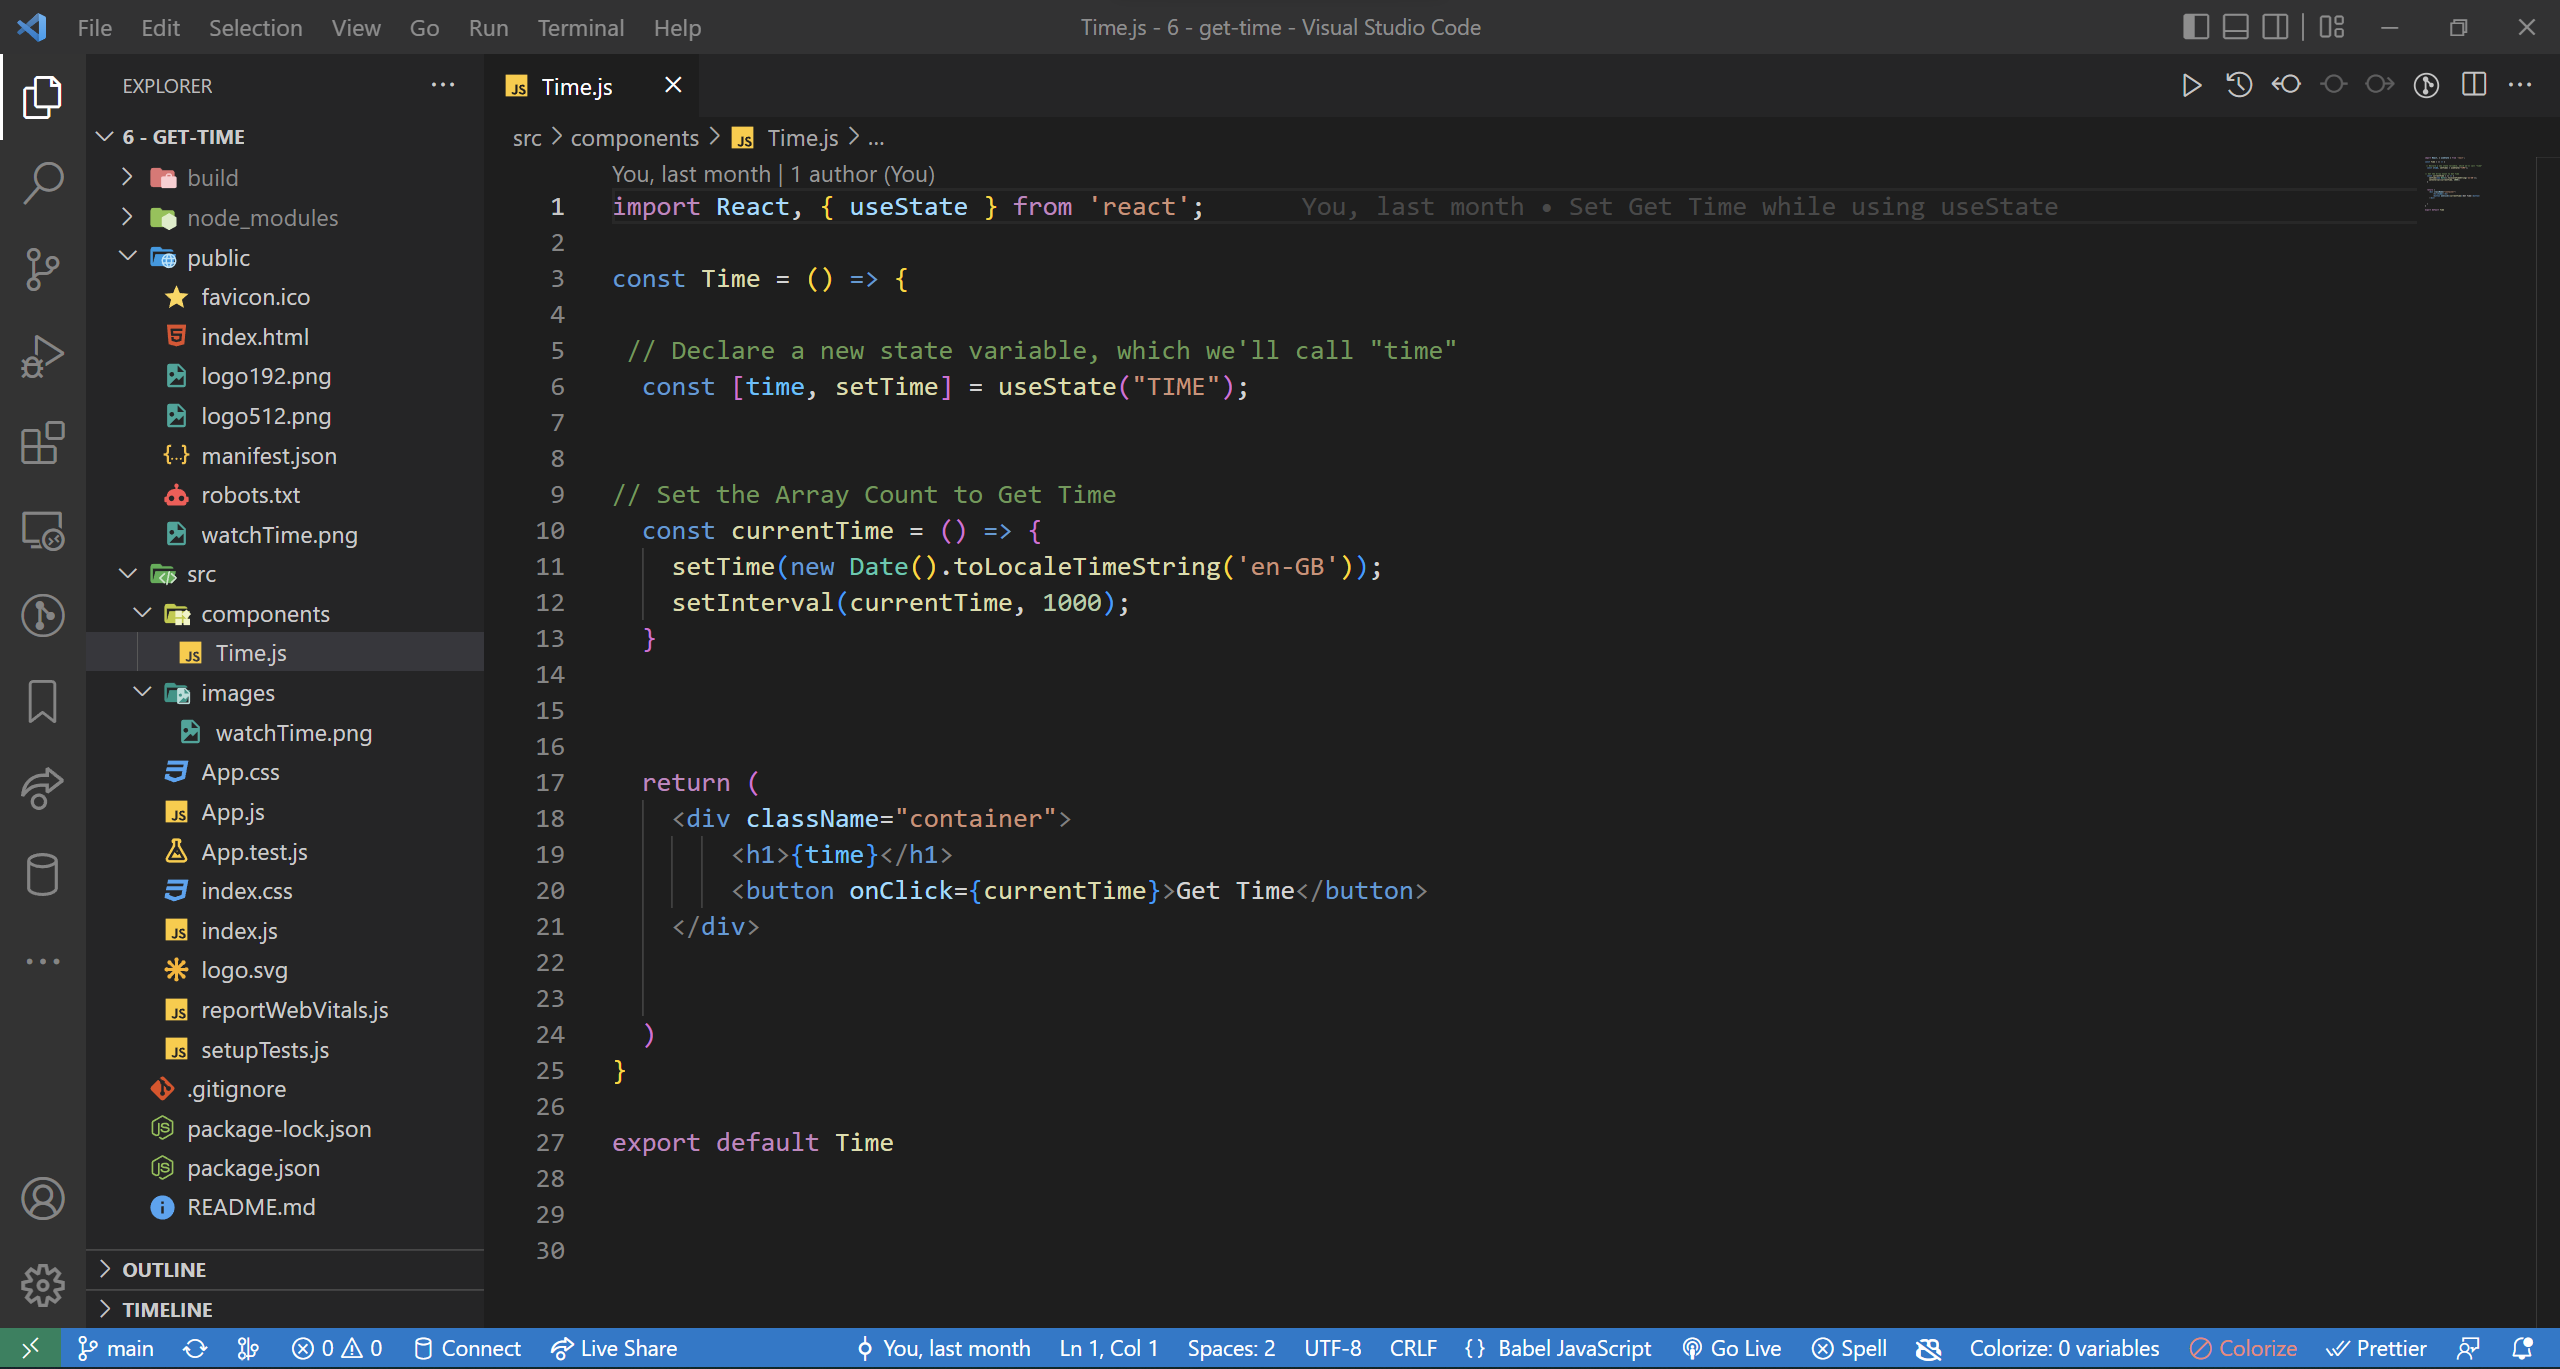 File Edit Selection View Go Run Terminal Help
Time.js - 6 - get-time - Visual Studio Code
EXPLORER
6 - GET-TIME
build
node_modules
public
favicon.ico
index.html
logo192.png
logo512.png
manifest.json
robots.txt
watchTime.png
src
components
Time.js
images
watchTime.png
App.css
App.js
App.test.js
index.css
index.js
logo.svg
reportWebVitals.js
setupTests.js
.gitignore
package-lock.json
package.json
README.md
OUTLINE
TIMELINE
JS Time.js
src > components > JS Time.js > ...
You, last month | 1 author (You)
1 import React, { useState } from 'react'; You, last month • Set Get Time while using useState
2
3 const Time = () => {
4
5 // Declare a new state variable, which we'll call "time"
6 const [time, setTime] = useState("TIME");
7
8
9 // Set the Array Count to Get Time
10 const currentTime = () => {
11 setTime(new Date().toLocaleTimeString('en-GB'));
12 setInterval(currentTime, 1000);
13 }
14
15
16
17 return (
18 <div className="container">
19 <h1>{time}</h1>
20 <button onClick={currentTime}>Get Time</button>
21 </div>
22
23
24 )
25 }
26
27 export default Time
28
29
30
main 0 0 Connect Live Share You, last month Ln 1, Col 1 Spaces: 2 UTF-8 CRLF {} Babel JavaScript Go Live Spell Colorize: 0 variables Colorize Prettier